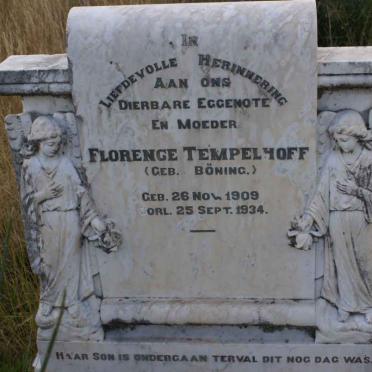 IN
LIEFDEVOLLE HERINNERING
AAN ONS
DIERBARE EGGENOTE
EN MOEDER
FLORENCE TEMPELHOFF
(GEB. BÖNING.)
GEB. 26 NOV. 1909
ORL. 25 SEPT. 1934.
HAAR SON IS ONDERGAAN TERWAL DIT NOG DAG WAS.